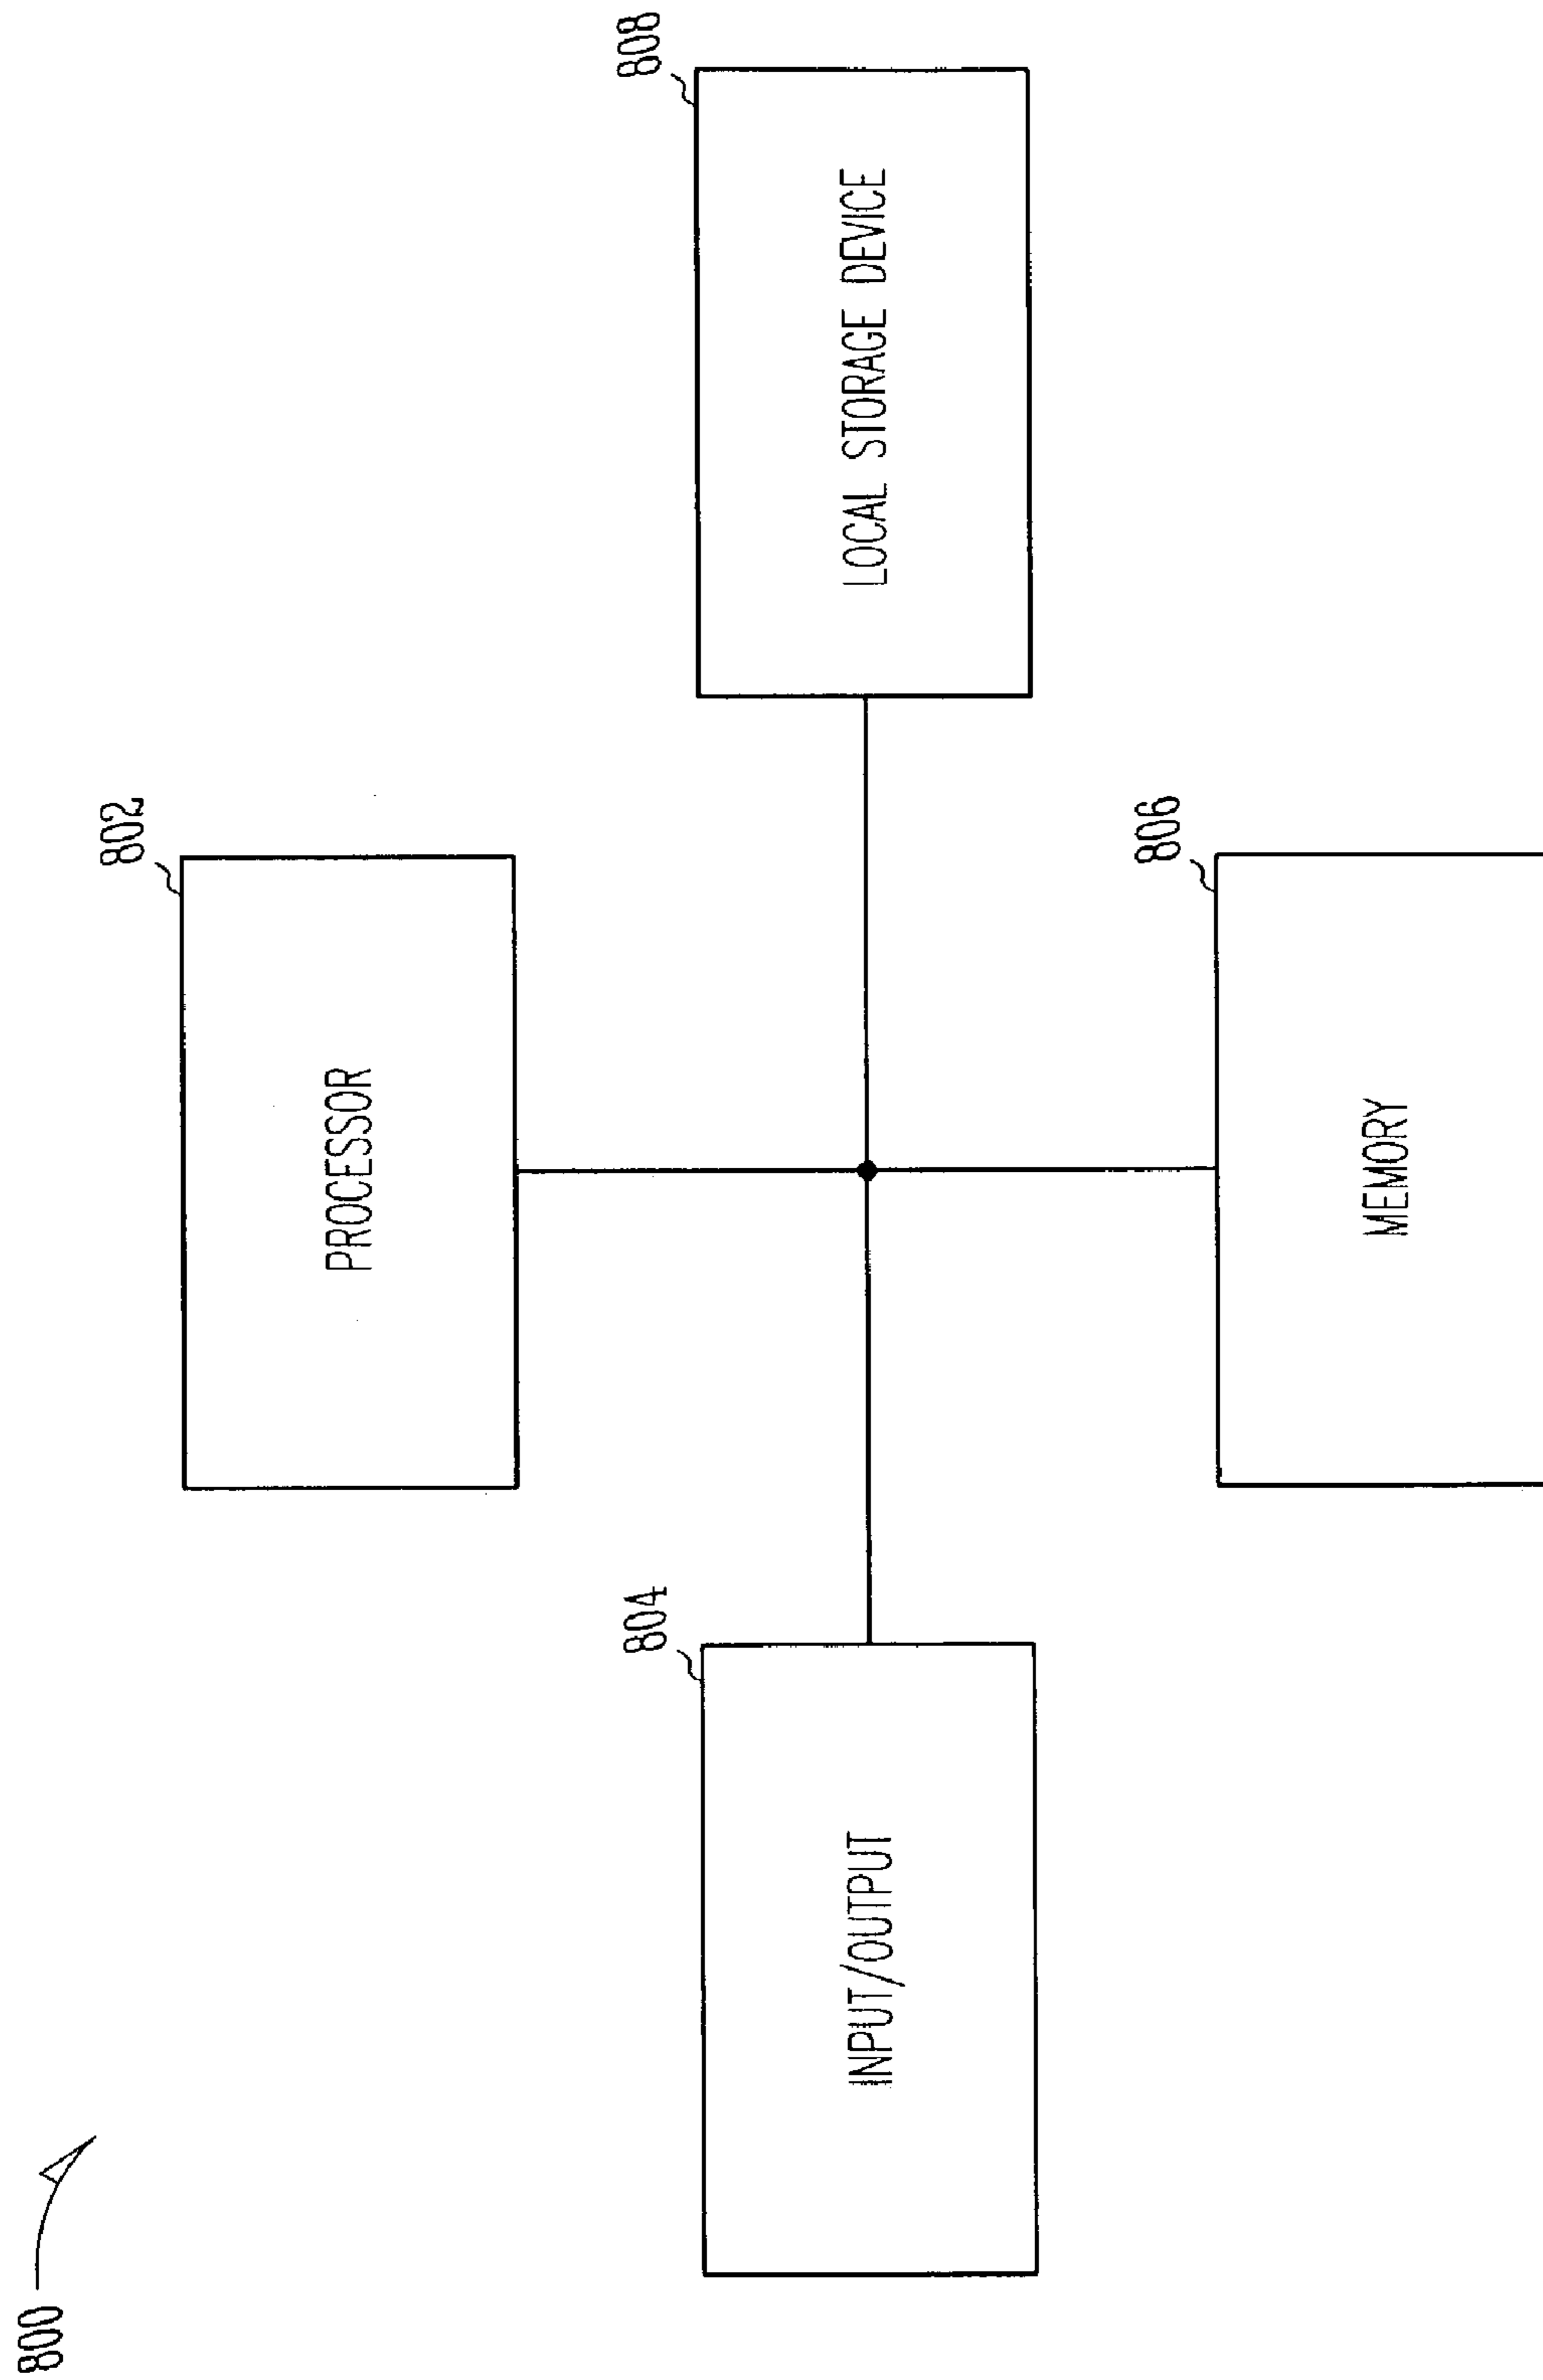 800
802
PROCESSOR
804
INPUT/OUTPUT
808
LOCAL STORAGE DEVICE
806
MEMORY